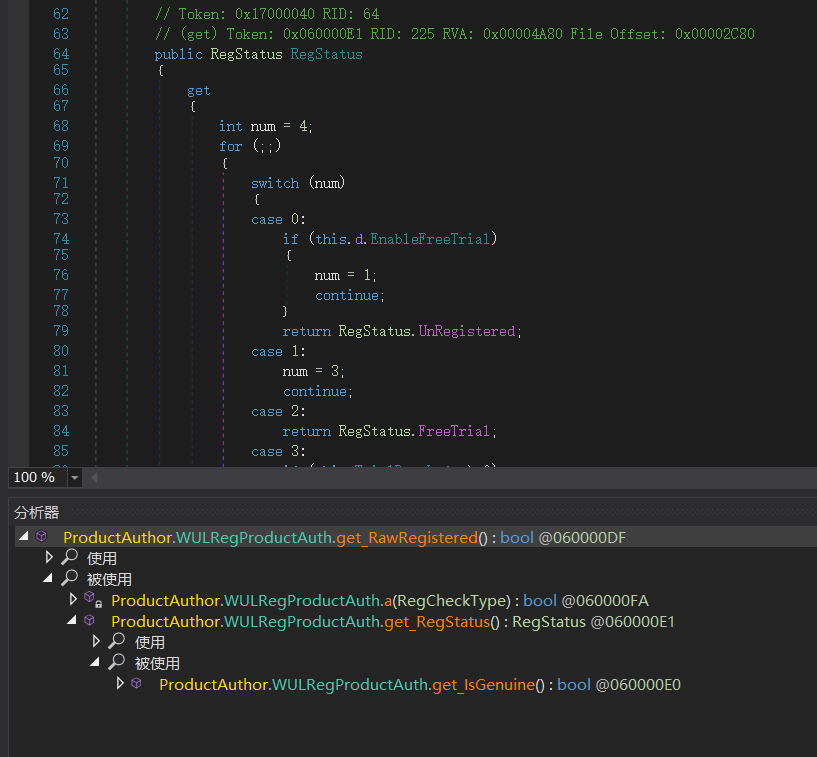 62 // Token: 0x17000040 RID: 64
63 // (get) Token: 0x060000E1 RID: 225 RVA: 0x00004A80 File Offset: 0x00002C80
64 public RegStatus RegStatus
65 {
66 get
67 {
68 int num = 4;
69 for (;;)
70 {
71 switch (num)
72 {
73 case 0:
74 if (this.d.EnableFreeTrial)
75 {
76 num = 1;
77 continue;
78 }
79 return RegStatus.UnRegistered;
80 case 1:
81 num = 3;
82 continue;
83 case 2:
84 return RegStatus.FreeTrial;
85 case 3:
100 %
分析器
ProductAuthor.WULRegProductAuth.get_RawRegistered() : bool @060000DF
使用
被使用
ProductAuthor.WULRegProductAuth.a(RegCheckType) : bool @060000FA
ProductAuthor.WULRegProductAuth.get_RegStatus() : RegStatus @060000E1
使用
被使用
ProductAuthor.WULRegProductAuth.get_IsGenuine() : bool @060000E0